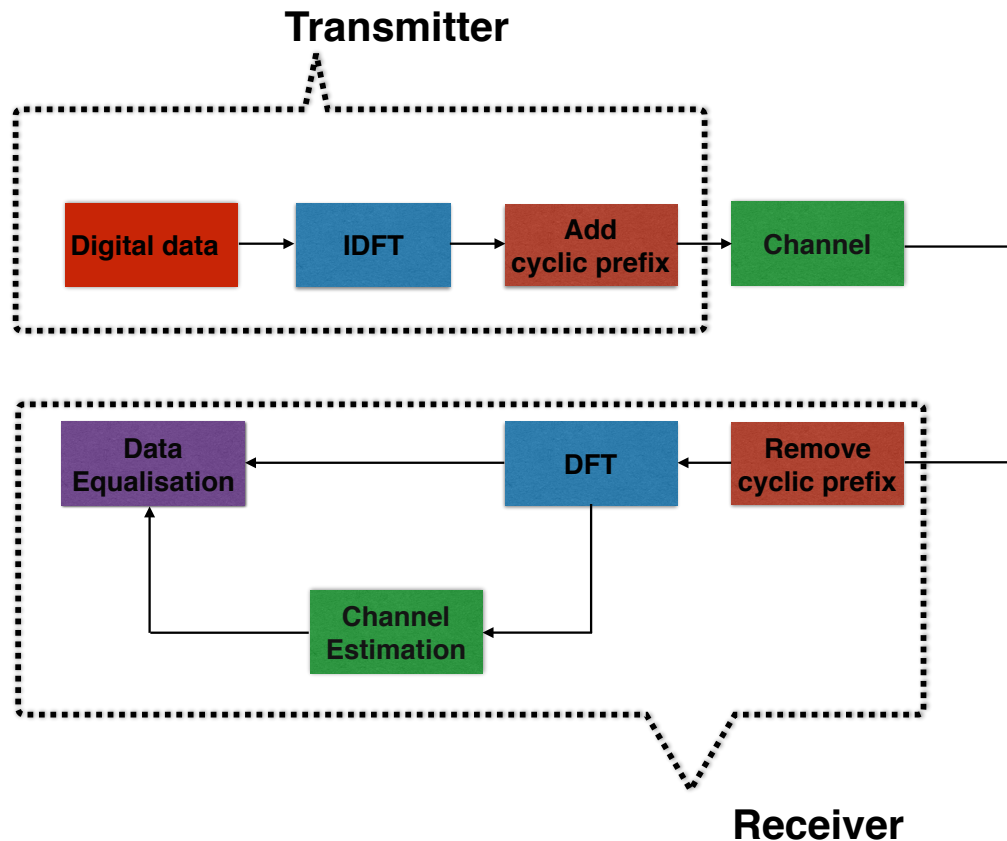 Transmitter
Digital data
IDFT
Add
cyclic prefix
Channel
Data
Equalisation
DFT
Remove
cyclic prefix
Channel
Estimation
Receiver